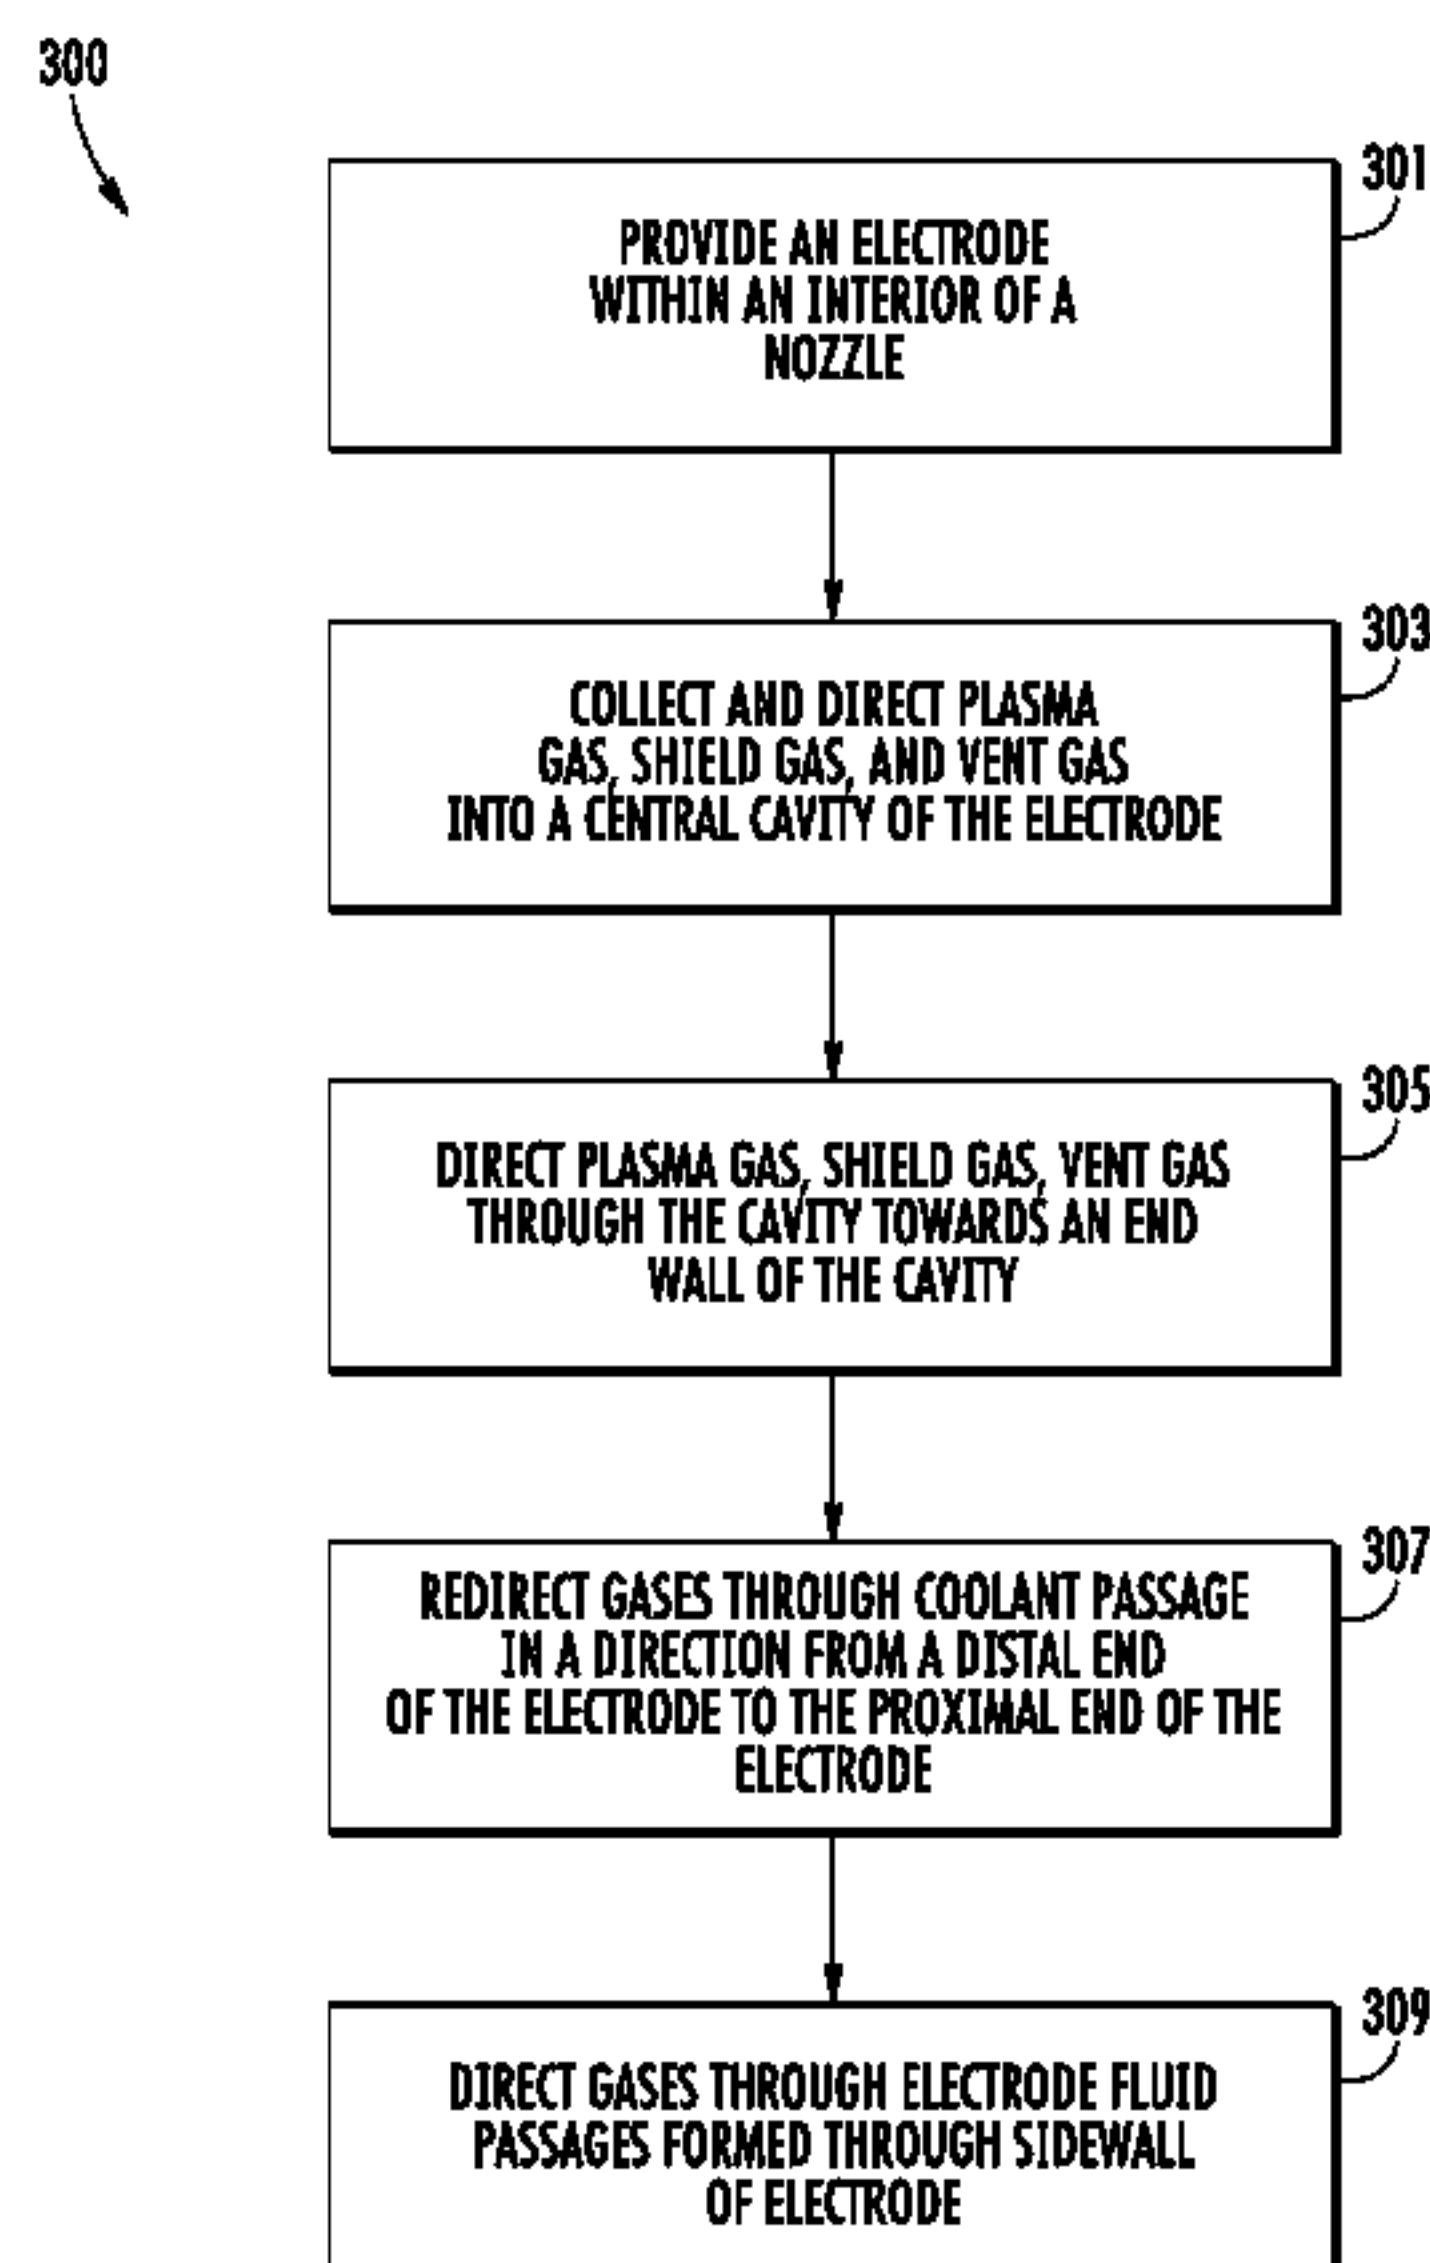 300
301
PROVIDE AN ELECTRODE
WITHIN AN INTERIOR OF A
NOZZLE
303
COLLECT AND DIRECT PLASMA
GAS, SHIELD GAS, AND VENT GAS
INTO A CENTRAL CAVITY OF THE ELECTRODE
305
DIRECT PLASMA GAS, SHIELD GAS, VENT GAS
THROUGH THE CAVITY TOWARDS AN END
WALL OF THE CAVITY
307
REDIRECT GASES THROUGH COOLANT PASSAGE
IN A DIRECTION FROM A DISTAL END
OF THE ELECTRODE TO THE PROXIMAL END OF THE
ELECTRODE
309
DIRECT GASES THROUGH ELECTRODE FLUID
PASSAGES FORMED THROUGH SIDEWALL
OF ELECTRODE